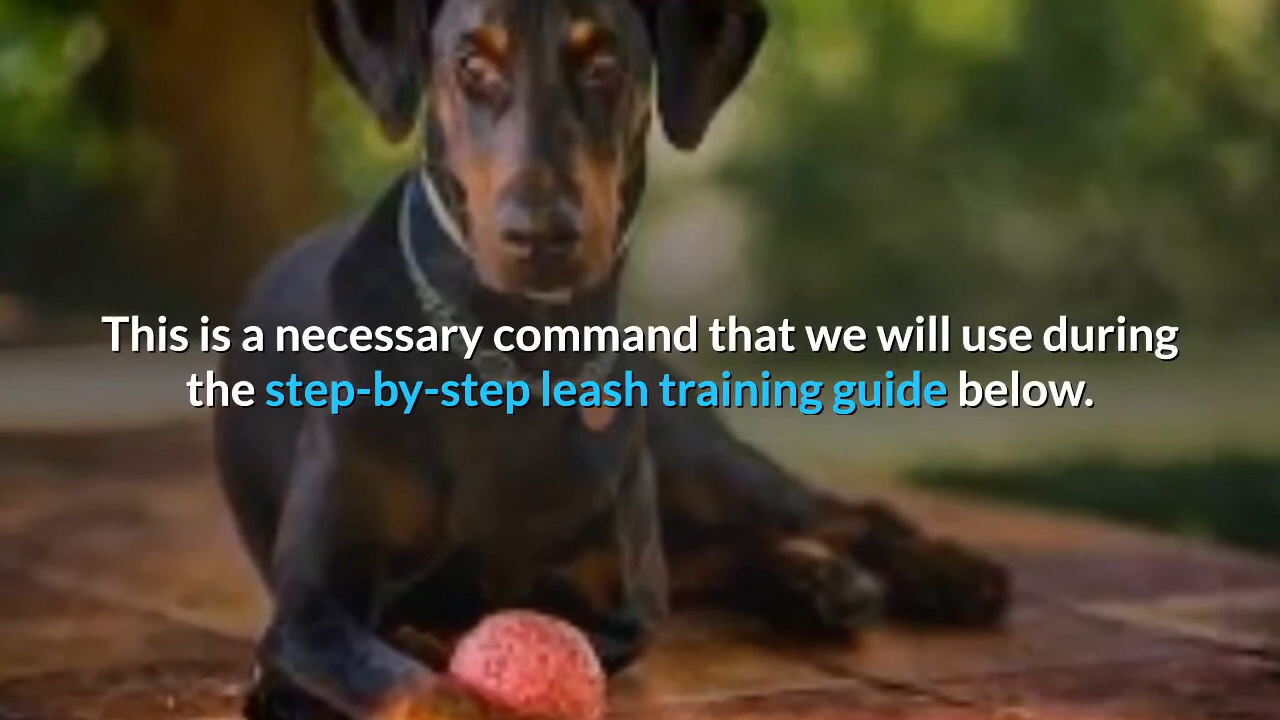 This is a necessary command that we will use during
the step-by-step leash training guide below.